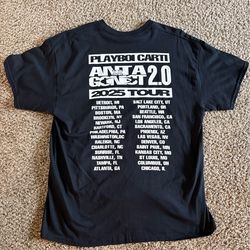 PLAYBOI CARTI
ANTAGONIST 2.0
2025 TOUR
DETROIT, MI
PITTSBURGH, PA
BOSTON, MA
BROOKLYN, NY
NEWARK, NJ
HARTFORD, CT
PHILADELPHIA, PA
WASHINGTON, DC
RALEIGH, NC
CHARLOTTE, NC
SUNRISE, FL
NASHVILLE, TN
TAMPA, FL
ATLANTA, GA
SALT LAKE CITY, UT
PORTLAND, OR
SEATTLE, WA
SAN FRANCISCO, CA
LOS ANGELES, CA
SACRAMENTO, CA
PHOENIX, AZ
LAS VEGAS, NV
DENVER, CO
SAINT PAUL, MN
KANSAS CITY, MO
ST LOUIS, MO
COLUMBUS, OH
CHICAGO, IL